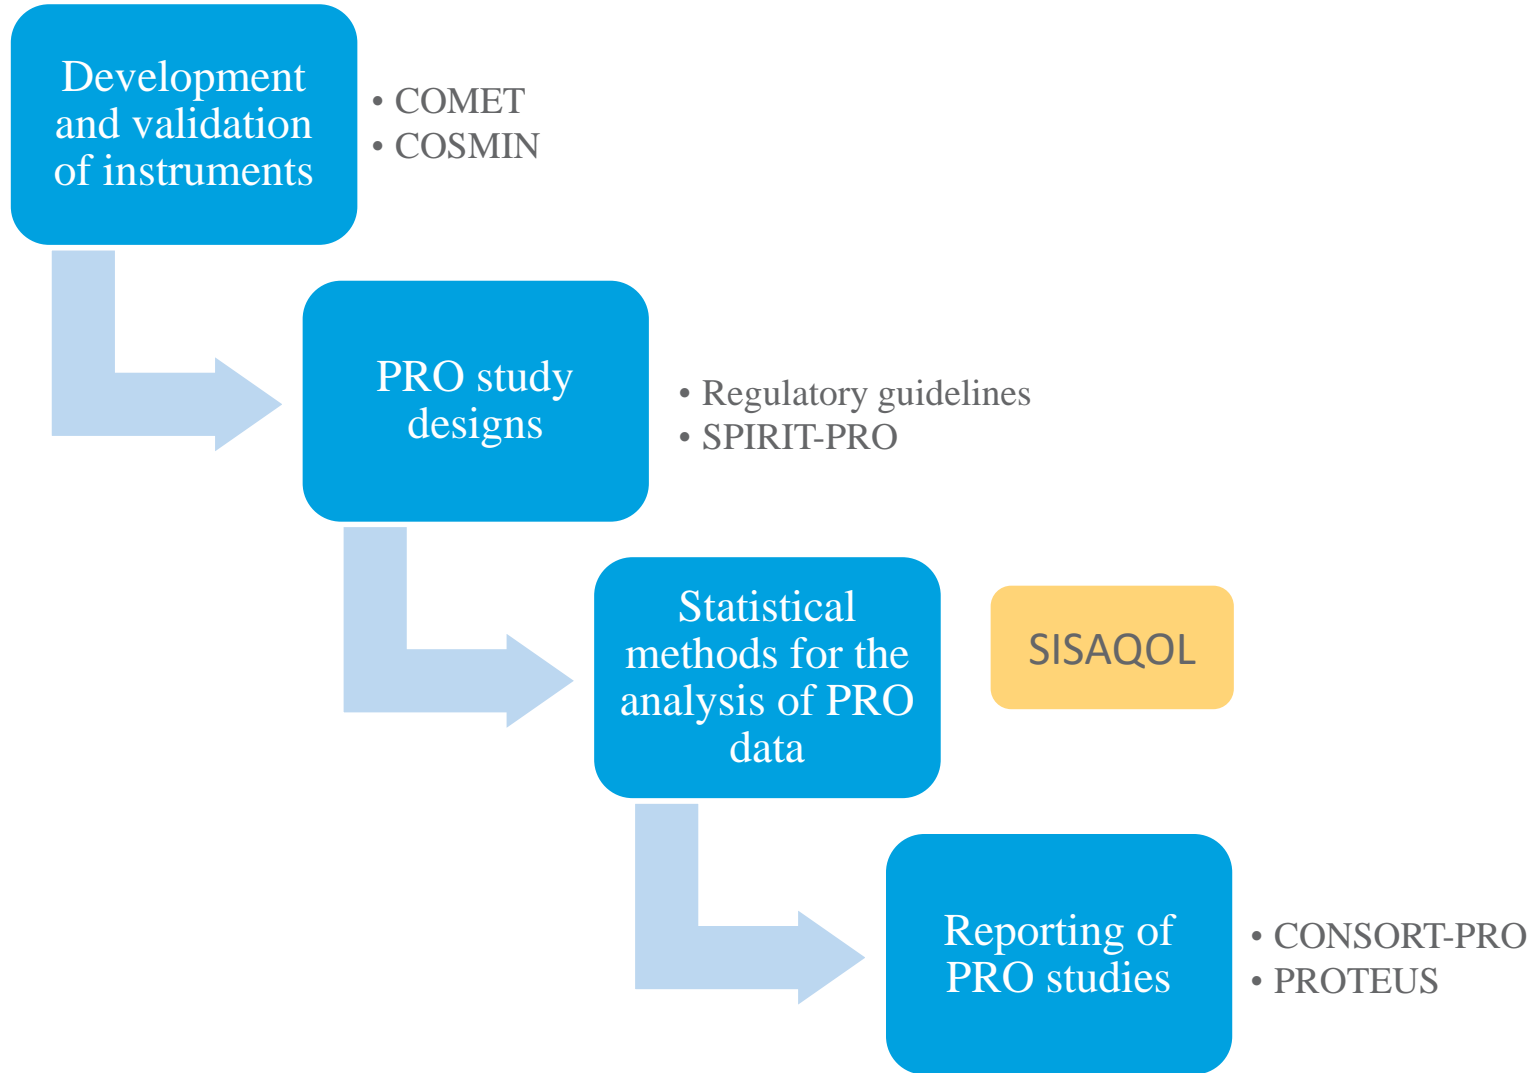 Development
and validation
of instruments
• COMET
• COSMIN
PRO study
designs
• Regulatory guidelines
• SPIRIT-PRO
Statistical
methods for the
analysis of PRO
data
SISAQOL
Reporting of
PRO studies
• CONSORT-PRO
• PROTEUS